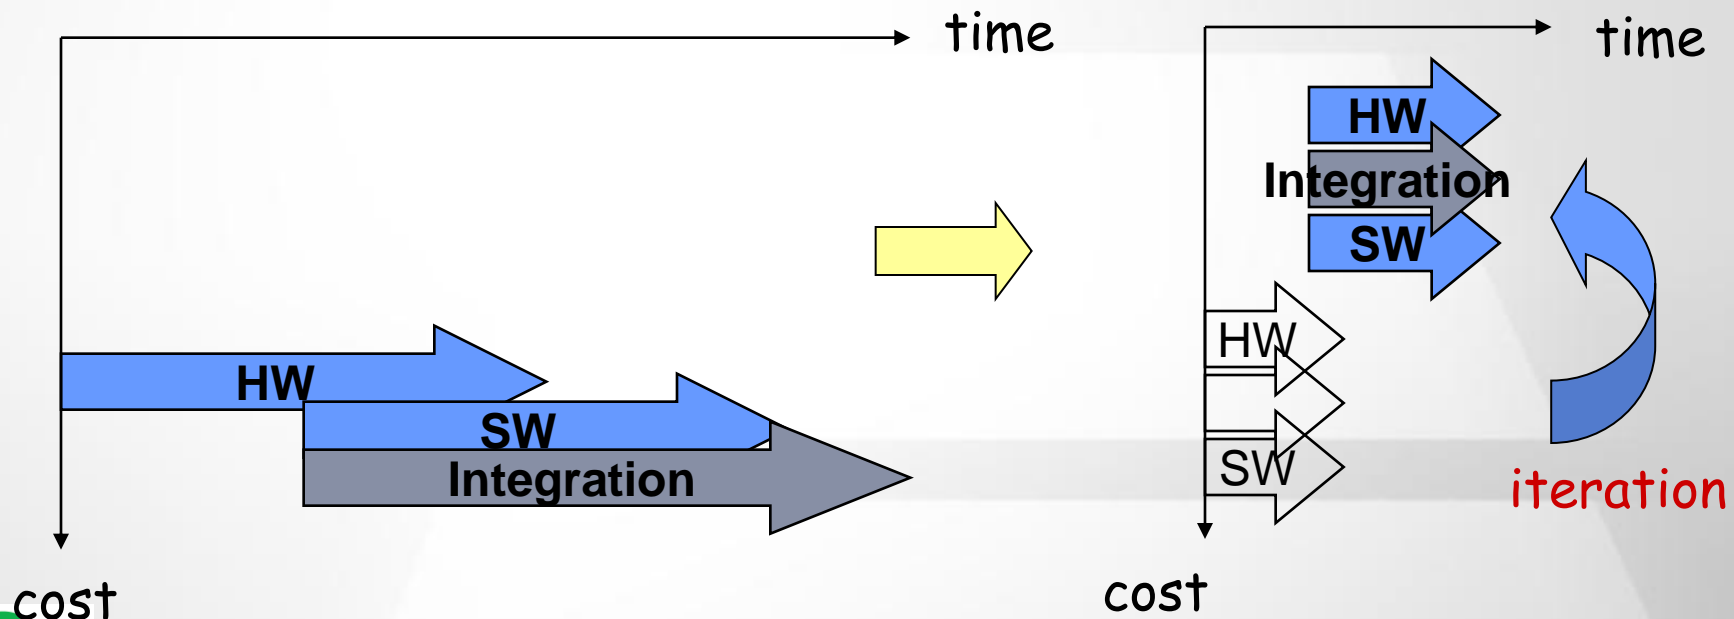 time
HW
SW
Integration
cost
time
HW
Integration
SW
HW
SW
iteration
cost